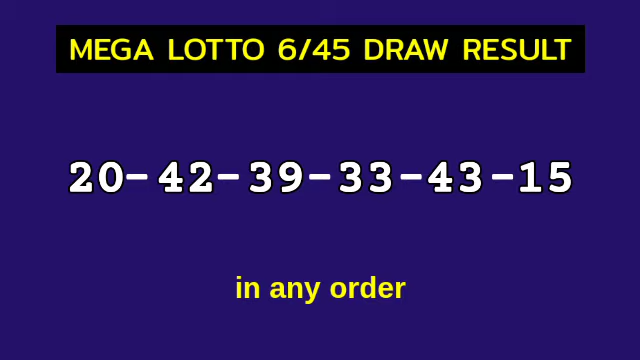 MEGA LOTTO 6/45 DRAW RESULT
20-42-39-33-43-15
in any order